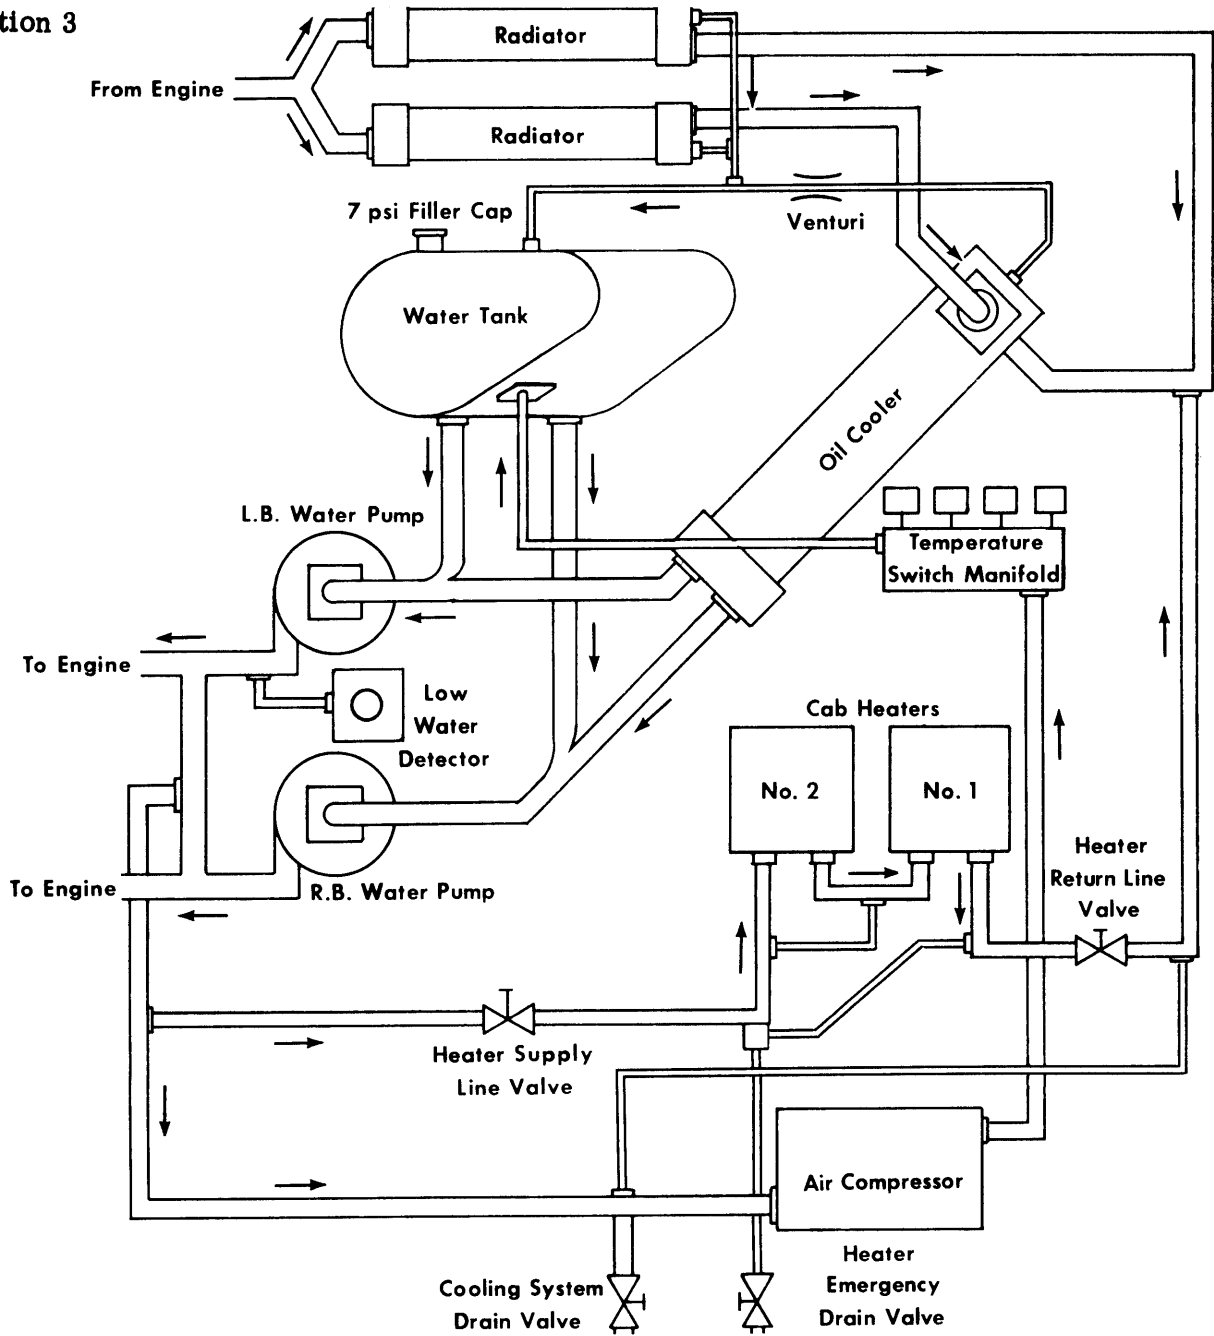 tion 3
Radiator
From Engine
Radiator
7 psi Filler Cap
Venturi
Water Tank
Oil Cooler
L.B. Water Pump
Temperature
Switch Manifold
To Engine
Low
Water
Detector
Cab Heaters
No. 2
No. 1
Heater
Return Line
Valve
To Engine
R.B. Water Pump
Heater Supply
Line Valve
Air Compressor
Cooling System
Drain Valve
Heater
Emergency
Drain Valve